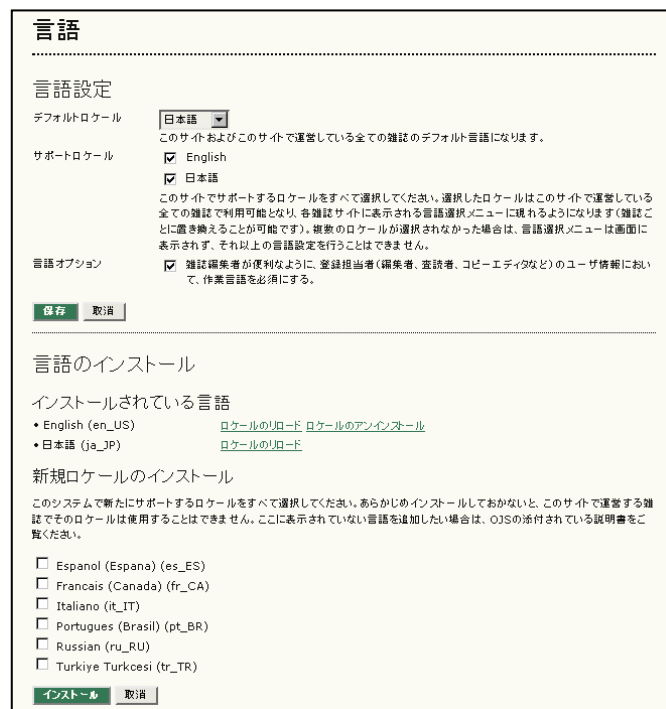 言語
言語設定
デフォルトロケール 日本語
このサイトおよびこのサイトで運営している全ての雑誌のデフォルト言語になります。
サポートロケール English
日本語
このサイトでサポートするロケールをすべて選択してください。選択したロケールはこのサイトで運営している
全ての雑誌で利用可能となり、各雑誌サイトに表示される言語選択メニューに現れるようになります(雑誌ご
とに置き換えることが可能です)。複数のロケールが選択されなかった場合は、言語選択メニューは画面に
表示されず、それ以上の言語設定を行うことはできません。
言語オプション 雑誌編集者が便利なように、登録担当者(編集者、査読者、コピーエディタなど)のユーザ情報におい
て、作業言語を必須にする。
保存 取消
言語のインストール
インストールされている言語
• English (en_US) ロケールのリロード ロケールのアンインストール
• 日本語 (ja_JP) ロケールのリロード
新規ロケールのインストール
このシステムで新たにサポートするロケールをすべて選択してください。あらかじめインストールしておかないと、このサイトで運営する雑
誌でそのロケールは使用することはできません。ここに表示されていない言語を追加したい場合は、OJSの添付されている説明書をご
覧ください。
Espanol (Espana) (es_ES)
Francais (Canada) (fr_CA)
Italiano (it_IT)
Portugues (Brasil) (pt_BR)
Russian (ru_RU)
Turkiye Turkcesi (tr_TR)
インストール 取消